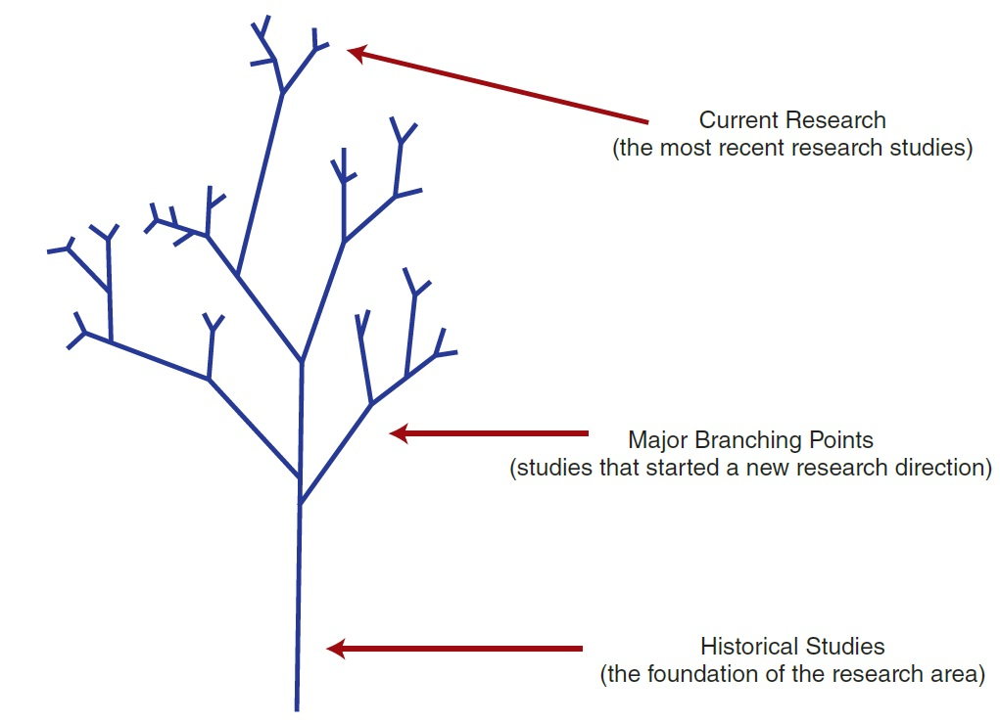 Current Research
(the most recent research studies)
Major Branching Points
(studies that started a new research direction)
Historical Studies
(the foundation of the research area)